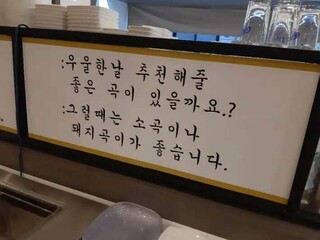 :우울한날 추천해줄
좋은 곡이 있을까요.?
:그럴때는 소곡이나
돼지곡이가 좋습니다.